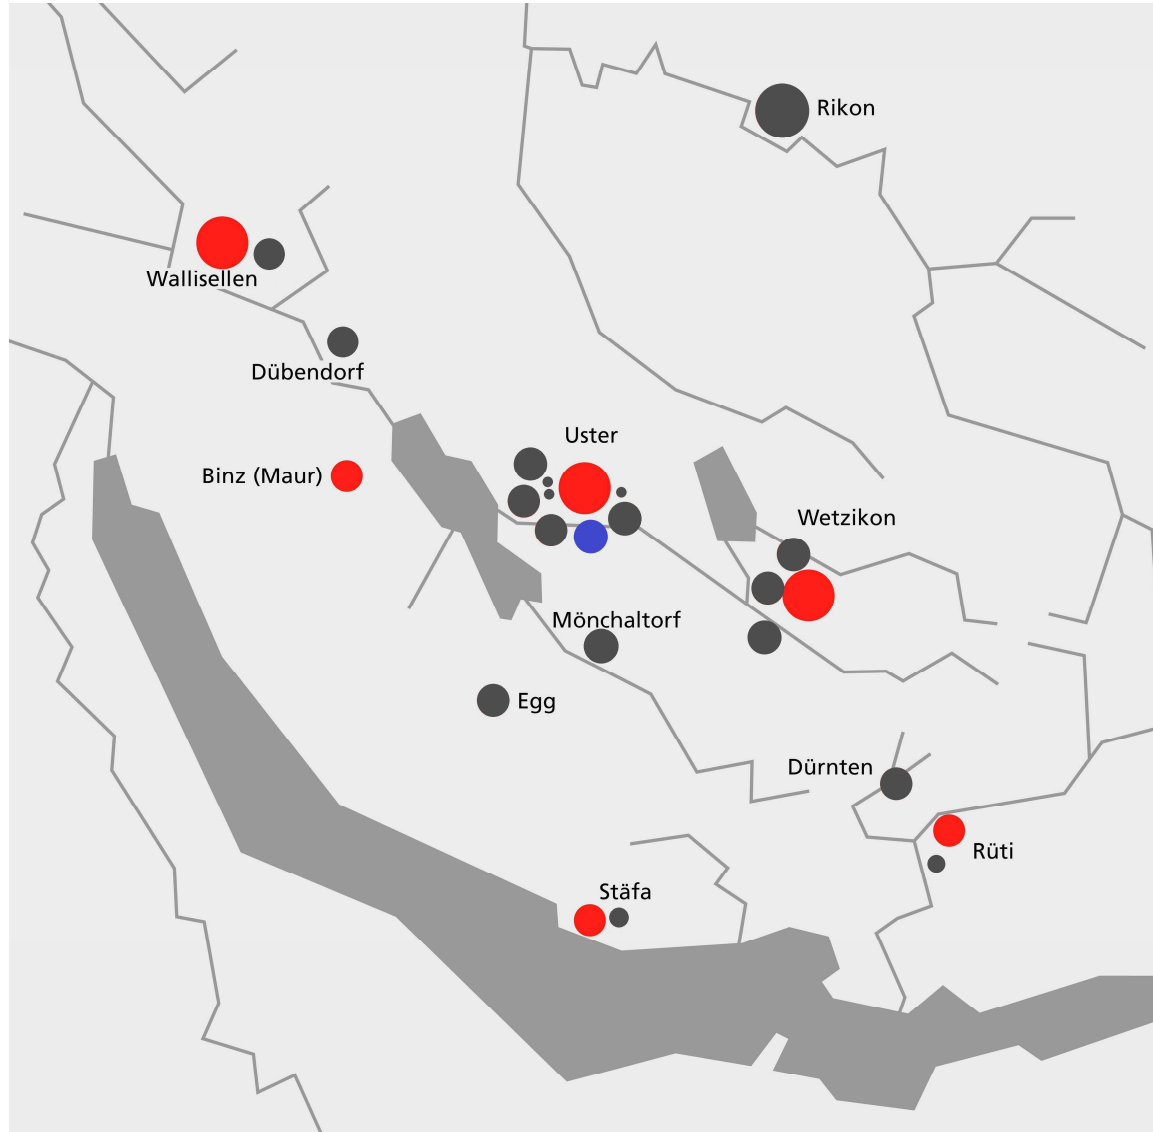 Rikon
Wallisellen
Dübendorf
Uster
Binz (Maur)
Wetzikon
Mönchaltorf
Egg
Dürnten
Rüti
Stäfa